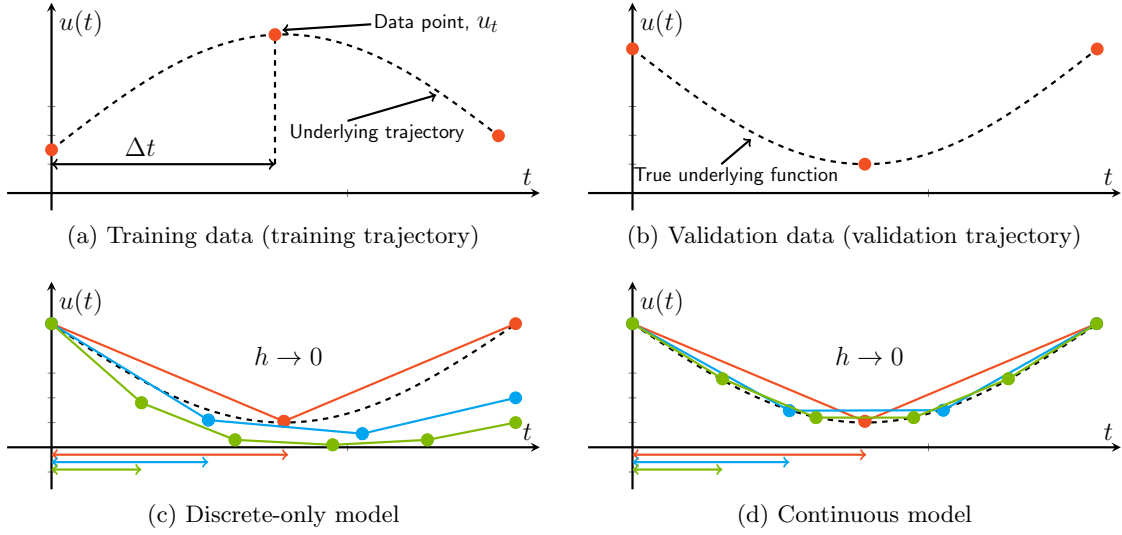 u(t)
Data point, u_t
Underlying trajectory
Δt
t
(a) Training data (training trajectory)
u(t)
True underlying function
t
(b) Validation data (validation trajectory)
u(t)
h → 0
t
(c) Discrete-only model
u(t)
h → 0
t
(d) Continuous model